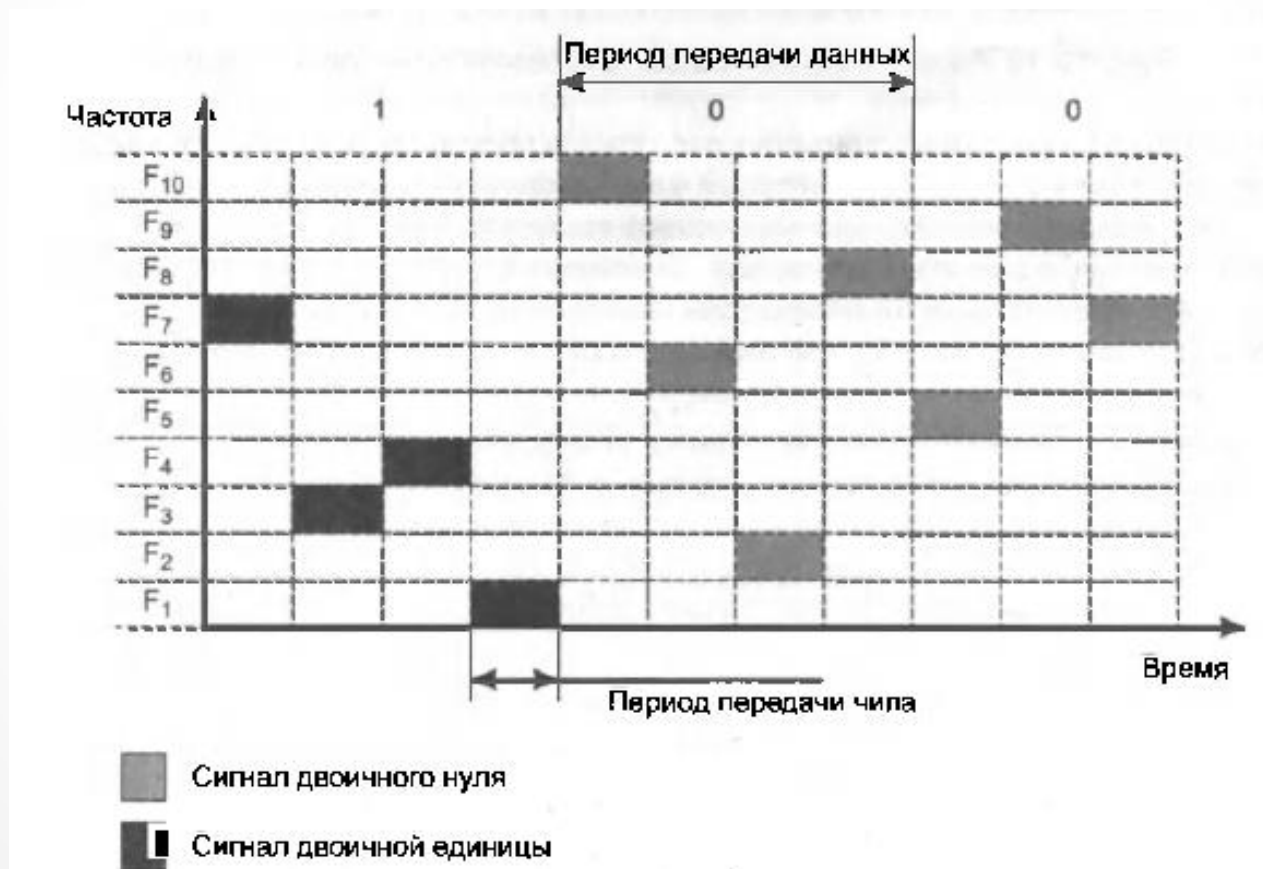 Период передачи данных
Частота 1 0 0
F10
F9
F8
F7
F6
F5
F4
F3
F2
F1
Время
Период передачи чипа
Сигнал двоичного нуля
Сигнал двоичной единицы